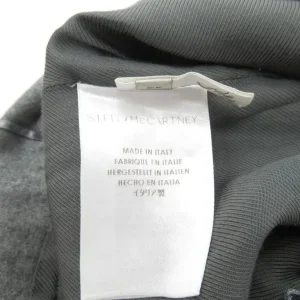 STELLA McCARTNEY
MADE IN ITALY
FABRIQUE EN ITALIE
HERGESTELLT IN ITALIEN
HECHO EN ITALIA
イタリア製